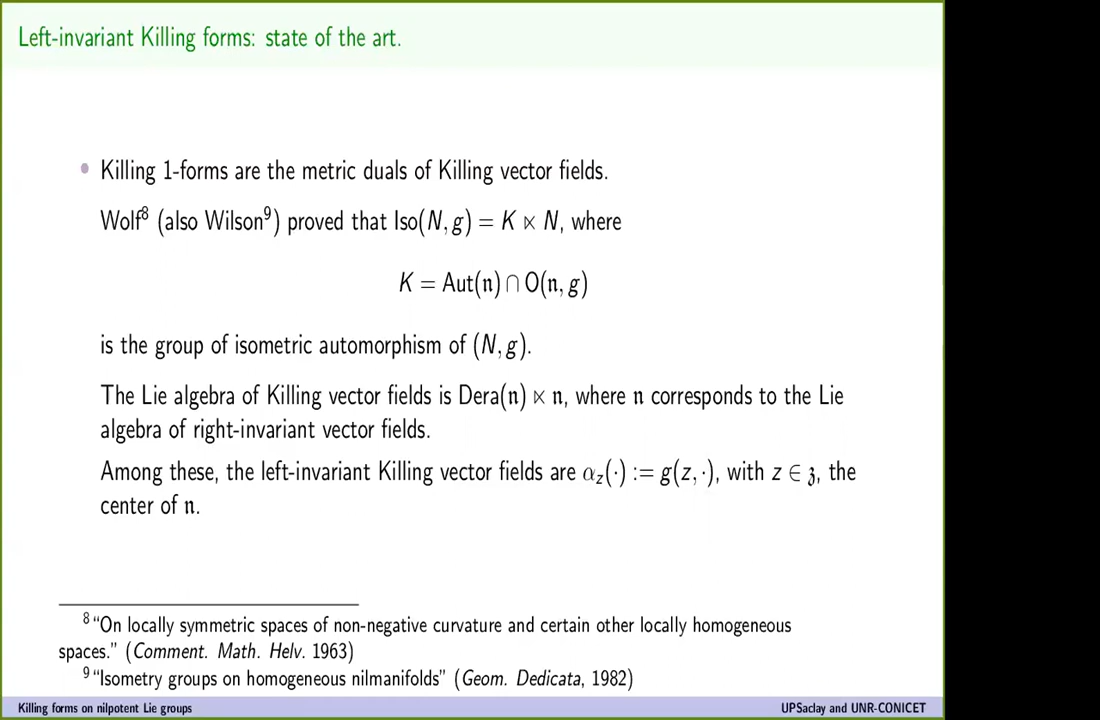 Left-invariant Killing forms: state of the art.
• Killing 1-forms are the metric duals of Killing vector fields.
Wolf⁸ (also Wilson⁹) proved that Iso(N, g) = K ⋉ N, where
K = Aut(𝔫) ∩ O(𝔫, g)
is the group of isometric automorphism of (N, g).
The Lie algebra of Killing vector fields is Dera(𝔫) ⋉ 𝔫, where 𝔫 corresponds to the Lie
algebra of right-invariant vector fields.
Among these, the left-invariant Killing vector fields are α_z(·) := g(z, ·), with z ∈ 𝔷, the
center of 𝔫.
⁸“On locally symmetric spaces of non-negative curvature and certain other locally homogeneous
spaces.” (Comment. Math. Helv. 1963)
⁹“Isometry groups on homogeneous nilmanifolds” (Geom. Dedicata, 1982)
Killing forms on nilpotent Lie groups UPSaclay and UNR-CONICET